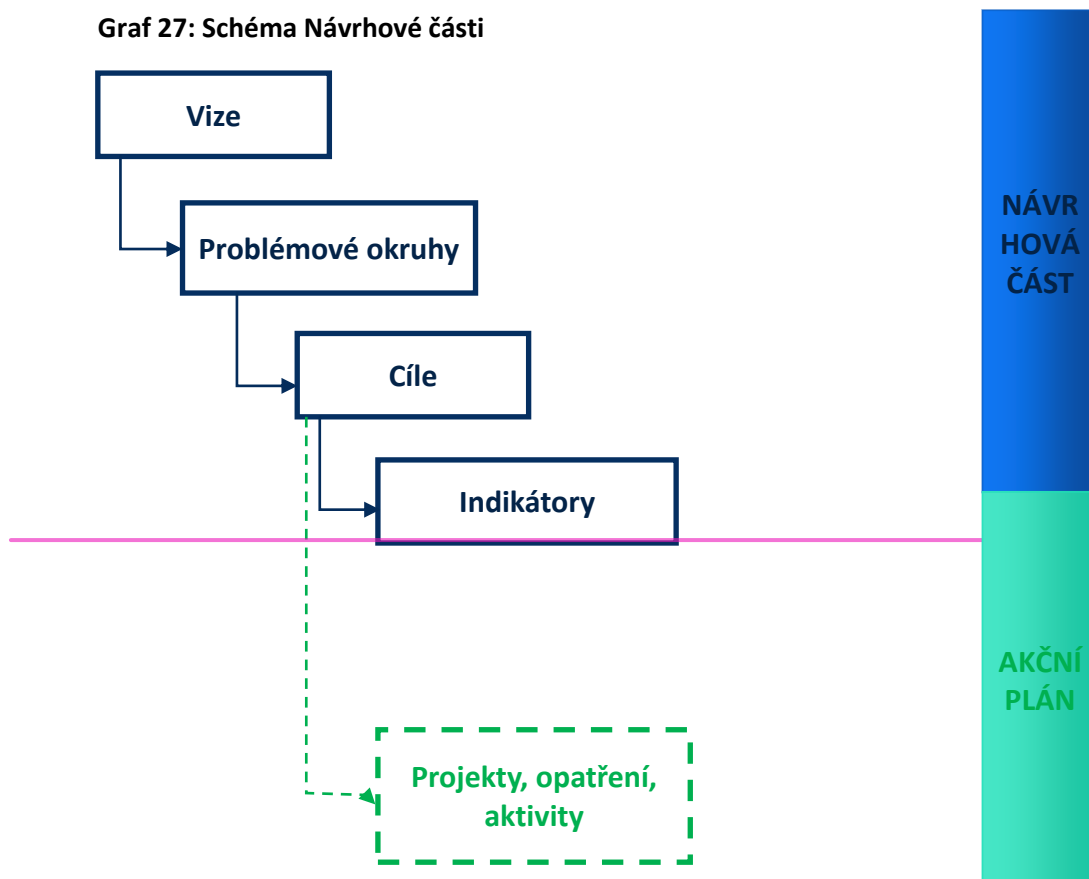 Graf 27: Schéma Návrhové části
Vize
Problémové okruhy
Cíle
Indikátory
Projekty, opatření,
aktivity
NÁVR
HOVÁ
ČÁST
AKČNÍ
PLÁN